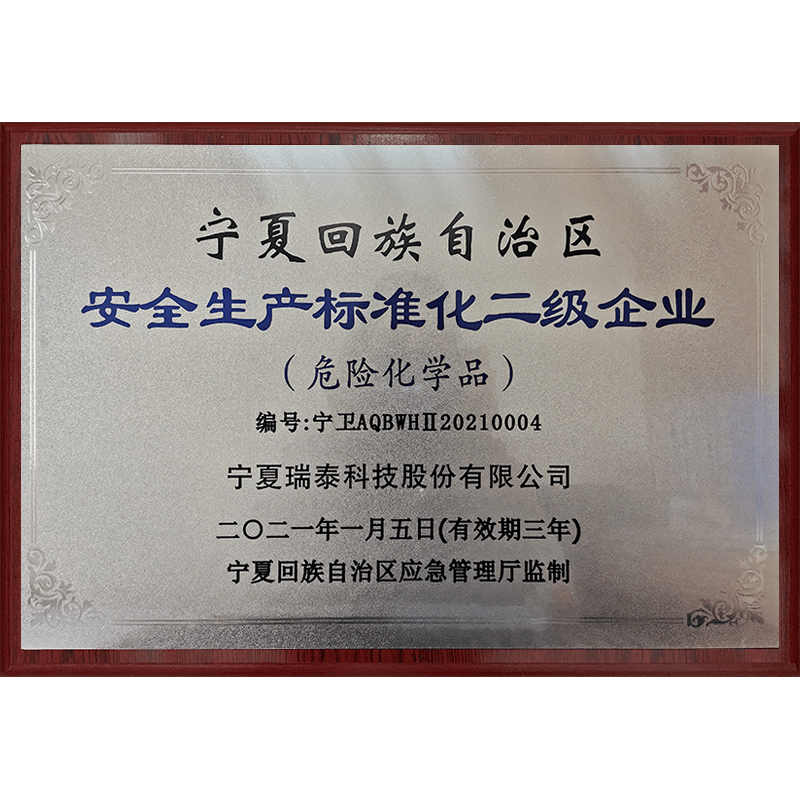 宁夏回族自治区
安全生产标准化二级企业
(危险化学品)
编号:宁卫AQBWHⅡ20210004
宁夏瑞泰科技股份有限公司
二〇二一年一月五日(有效期三年)
宁夏回族自治区应急管理厅监制